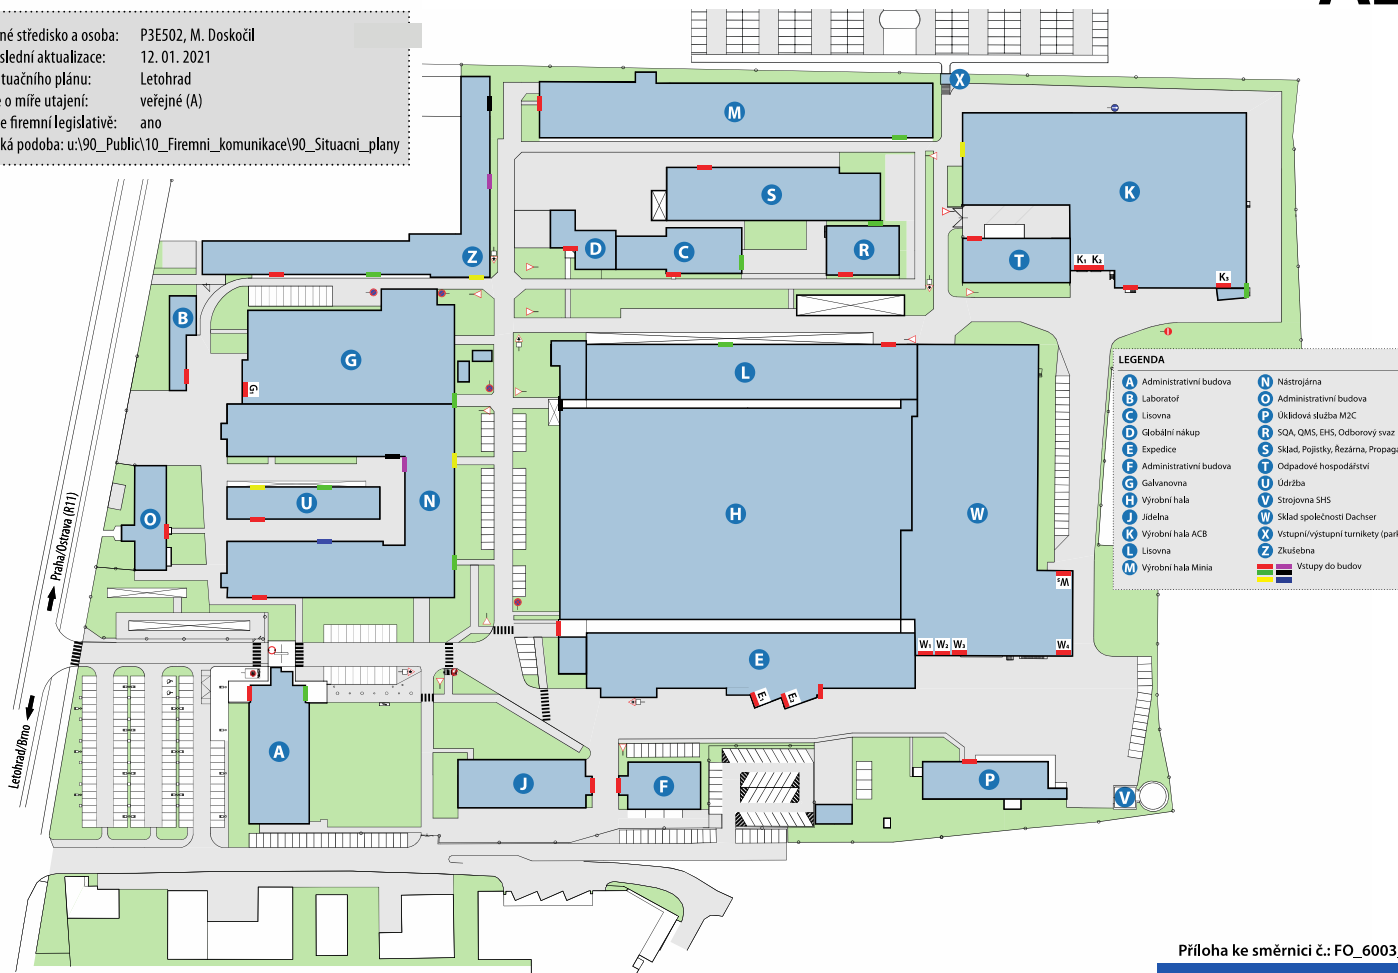 né středisko a osoba: P3E502, M. Doskočil
slední aktualizace: 12. 01. 2021
tuačního plánu: Letohrad
e o míře utajení: veřejné (A)
e firemní legislativě: ano
ká podoba: u:\90_Public\10_Firemni_komunikace\90_Situacni_plany
X
M
K
S
D
C
R
Z
T
K₁ K₂
K₃
B
G
G₁
L
LEGENDA
A Administrativní budova
B Laboratoř
C Lisovna
D Globální nákup
E Expedice
F Administrativní budova
G Galvanovna
H Výrobní hala
J Jídelna
K Výrobní hala ACB
L Lisovna
M Výrobní hala Minia
N Nástrojárna
O Administrativní budova
P Úklidová služba M2C
R SQA, QMS, EHS, Odborový svaz
S Sklad, Pojistky, Řezárna, Propaga
T Odpadové hospodářství
U Údržba
V Strojovna SHS
W Sklad společnosti Dachser
X Vstupní/výstupní turnikety (park
Z Zkušebna
Vstupy do budov
U
N
O
H
W
Praha/Ostrava (R11)
W₅
W₁ W₂ W₃
W₄
E
E₁
E₂
Letohrad/Brno
A
J
F
P
V
Příloha ke směrnici č.: FO_6003